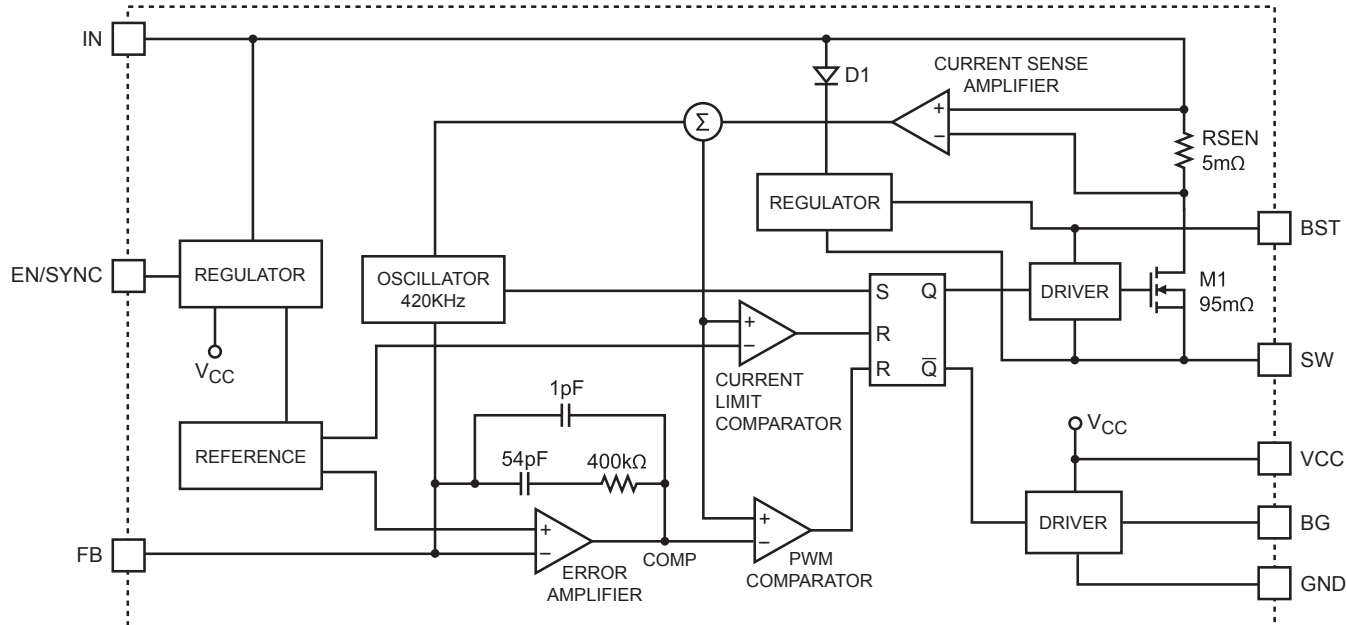 IN
D1
CURRENT SENSE
AMPLIFIER
+
−
Σ
RSEN
5mΩ
REGULATOR
BST
EN/SYNC
REGULATOR
OSCILLATOR
420KHz
S Q
R
R Q̅
DRIVER
M1
95mΩ
+
−
VCC
SW
CURRENT
LIMIT
COMPARATOR
1pF
REFERENCE
54pF
400kΩ
VCC
VCC
+
−
+
−
DRIVER
BG
FB
COMP
ERROR
AMPLIFIER
PWM
COMPARATOR
GND